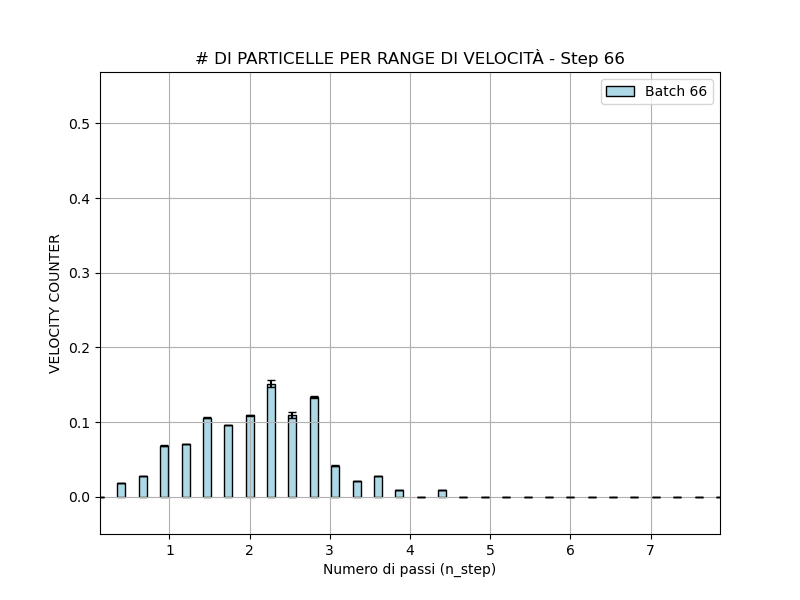 # DI PARTICELLE PER RANGE DI VELOCITÀ - Step 66
Batch 66
0.5
0.4
0.3
0.2
0.1
0.0
VELOCITY COUNTER
1 2 3 4 5 6 7
Numero di passi (n_step)